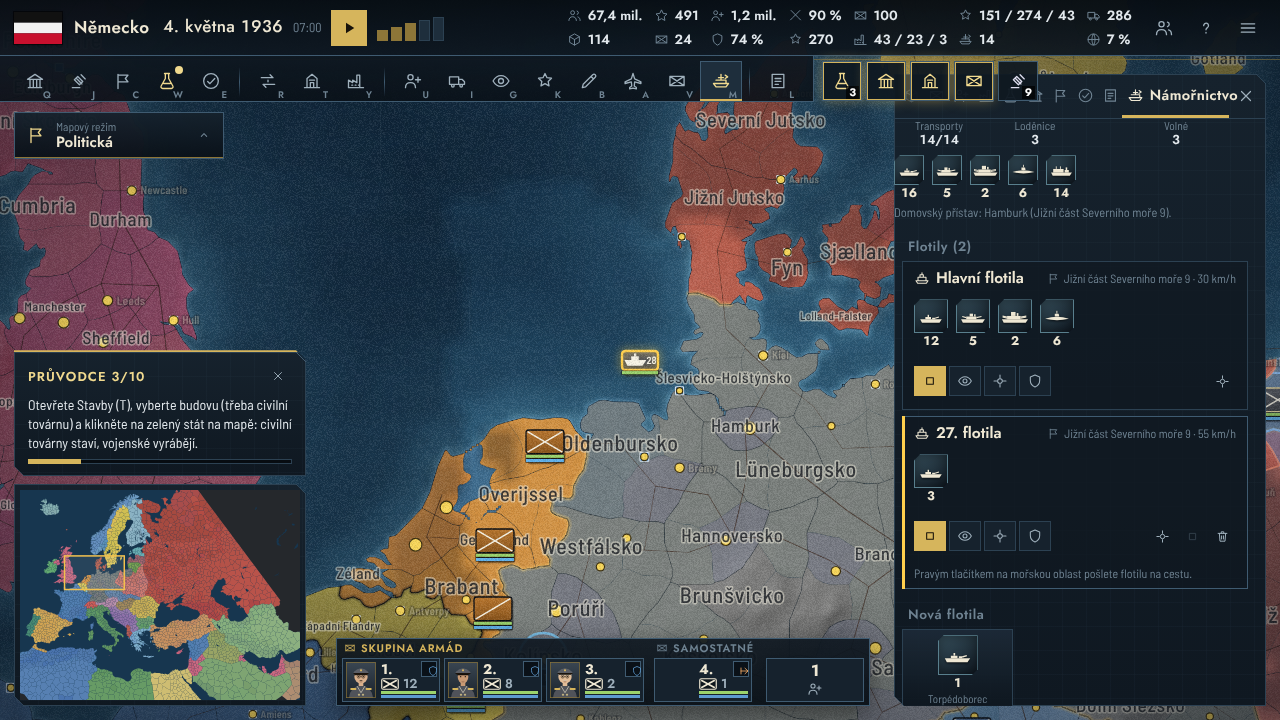 Německo
4. května 1936
07:00
67,4 mil.
491
1,2 mil.
90 %
100
151 / 274 / 43
286
114
24
74 %
270
43 / 23 / 3
14
7 %
Q
J
C
W
E
R
T
Y
U
I
G
K
B
A
V
M
L
3
9
Námořnictvo
Mapový režim
Politická
Transporty
14/14
Loděnice
3
Volné
3
16
5
2
6
14
Domovský přístav: Hamburk (Jižní část Severního moře 9).
Flotily (2)
Hlavní flotila
Jižní část Severního moře 9 · 30 km/h
12
5
2
6
27. flotila
Jižní část Severního moře 9 · 55 km/h
3
Pravým tlačítkem na mořskou oblast pošlete flotilu na cestu.
Nová flotila
1
Torpédoborec
Gotland
Severní Jutsko
Aarhus
Jižní Jutsko
Fyn
Sjælland
Lolland-Falster
Cumbria
Newcastle
Durham
Manchester
Leeds
Hull
Sheffield
28
Kiel
Šlesvicko-Holštýnsko
Hamburk
Oldenbursko
Brémy
Lüneburgsko
Overijssel
Westfálsko
Hannoversko
Zéland
Brabant
Antverpy
Porúří
Brunšvicko
Amiens
PRŮVODCE 3/10
Otevřete Stavby (T), vyberte budovu (třeba civilní
továrnu) a klikněte na zelený stát na mapě: civilní
továrny staví, vojenské vyrábějí.
SKUPINA ARMÁD
SAMOSTATNÉ
1.
12
2.
8
3.
2
4.
1
1